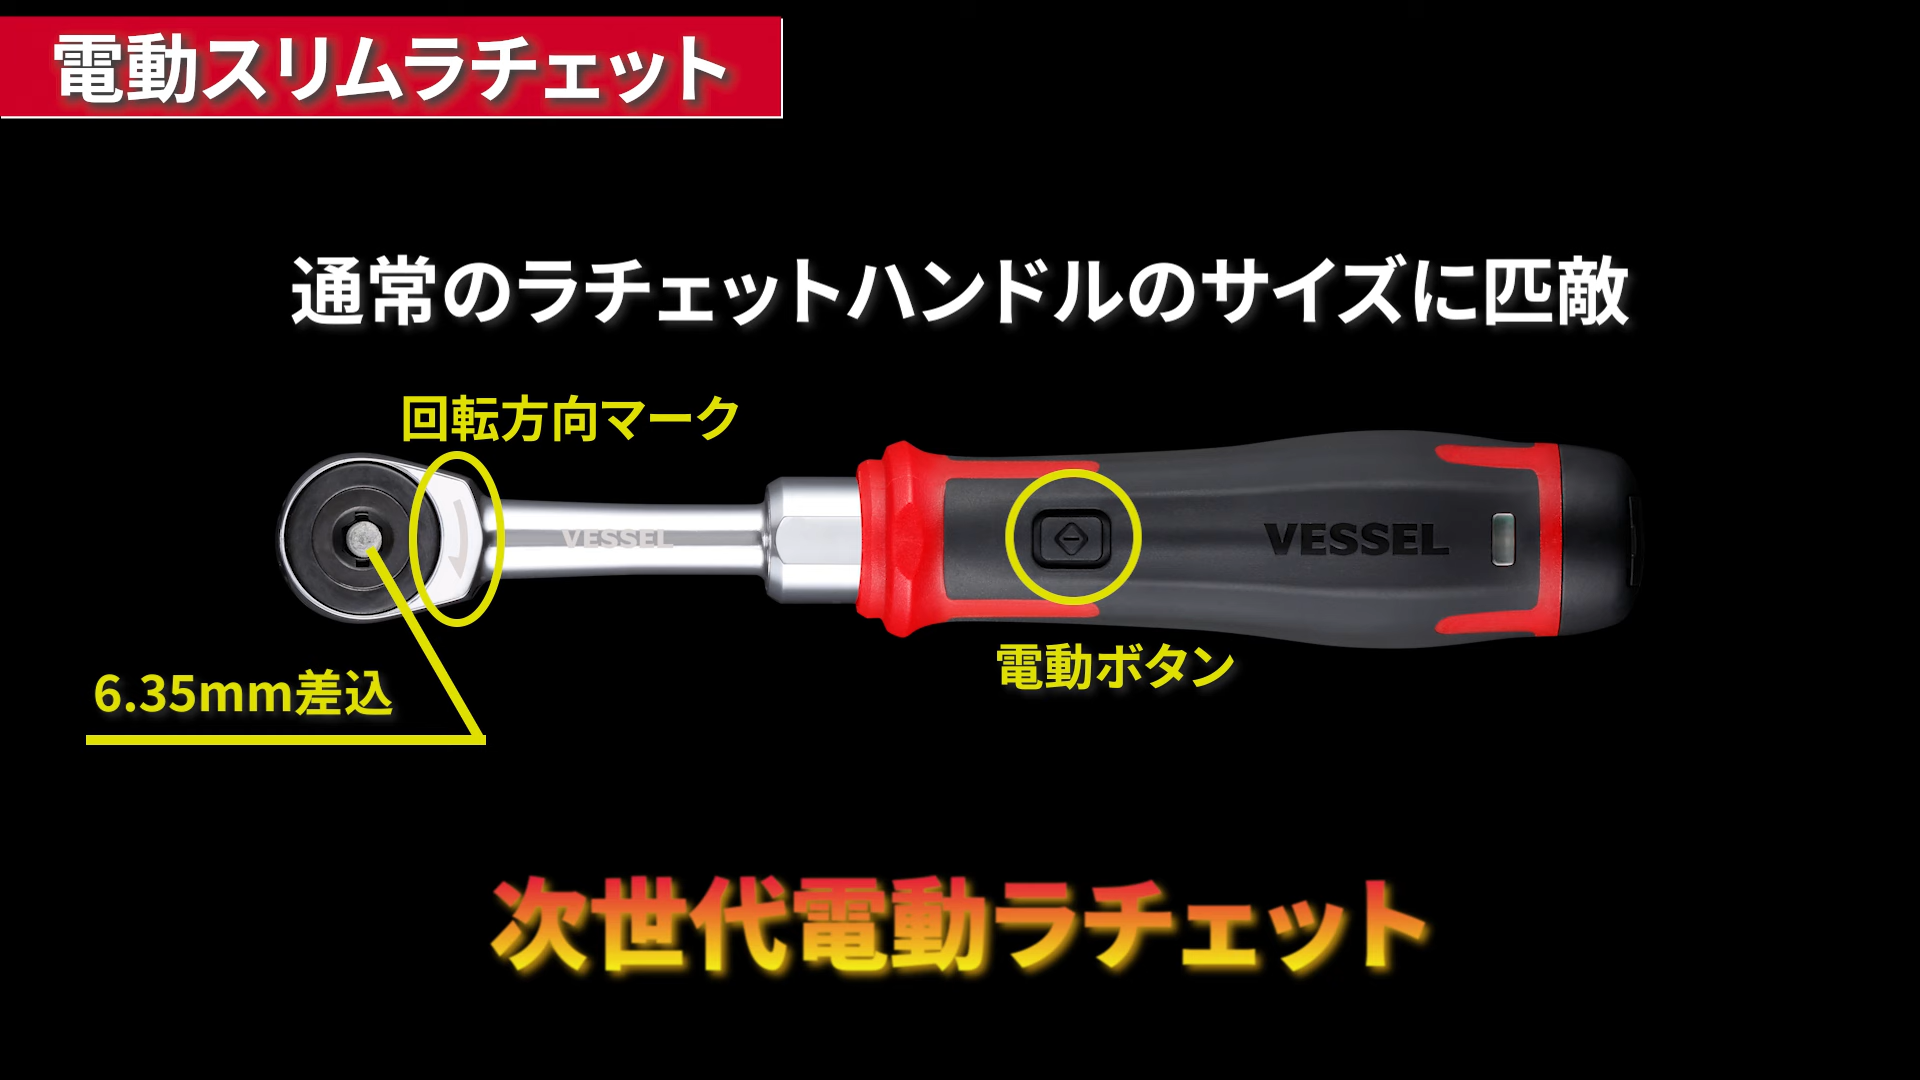 電動スリムラチェット
通常のラチェットハンドルのサイズに匹敵
回転方向マーク
VESSEL
VESSEL
電動ボタン
6.35mm差込
次世代電動ラチェット